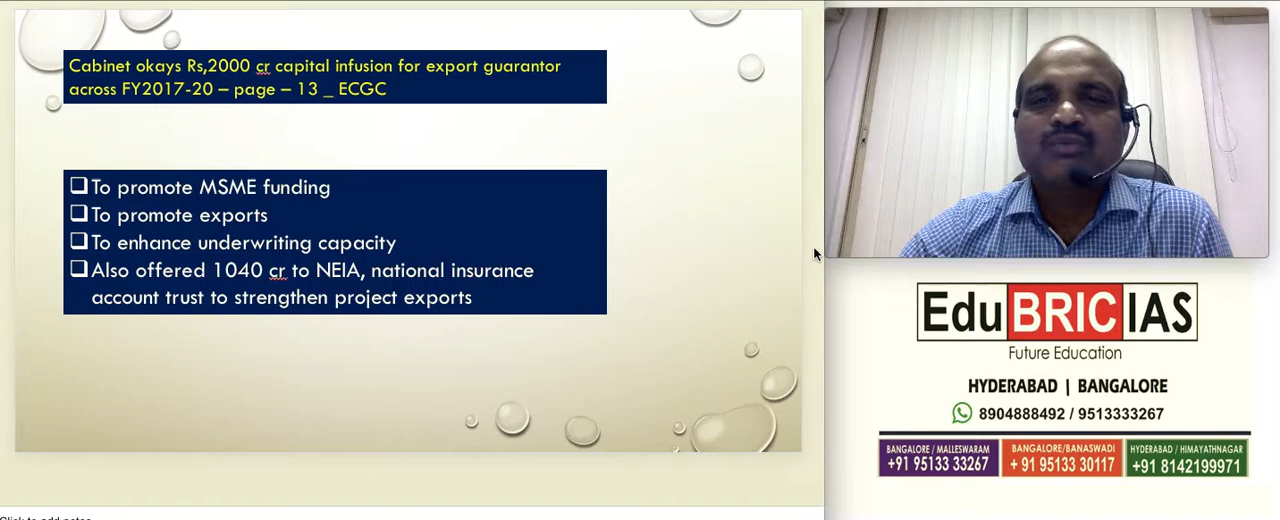 Cabinet okays Rs,2000 cr capital infusion for export guarantor
across FY2017-20 – page – 13 _ ECGC
❑To promote MSME funding
❑To promote exports
❑To enhance underwriting capacity
❑Also offered 1040 cr to NEIA, national insurance
account trust to strengthen project exports
EduBRICIAS
Future Education
HYDERABAD | BANGALORE
8904888492 / 9513333267
BANGALORE / MALLESWARAM
+91 95133 33267
BANGALORE/BANASWADI
+ 91 95133 30117
HYDERABAD / HIMAYATHNAGAR
+91 8142199971